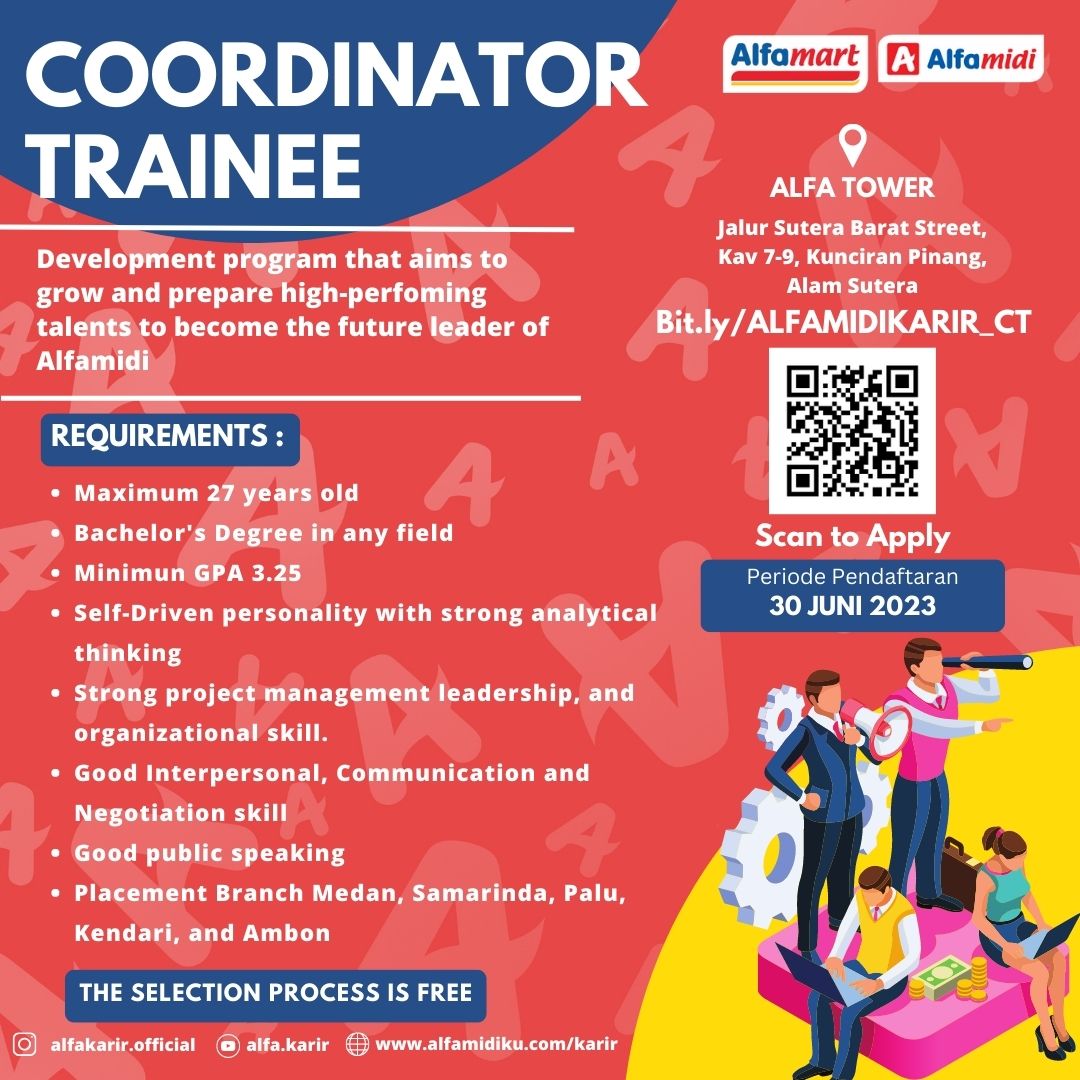 COORDINATOR
TRAINEE
Development program that aims to
grow and prepare high-perfoming
talents to become the future leader of
Alfamidi
REQUIREMENTS :
• Maximum 27 years old
• Bachelor's Degree in any field
• Minimun GPA 3.25
• Self-Driven personality with strong analytical
thinking
• Strong project management leadership, and
organizational skill.
• Good Interpersonal, Communication and
Negotiation skill
• Good public speaking
• Placement Branch Medan, Samarinda, Palu,
Kendari, and Ambon
THE SELECTION PROCESS IS FREE
alfakarir.official alfa.karir www.alfamidiku.com/karir
Alfamart Alfamidi
ALFA TOWER
Jalur Sutera Barat Street,
Kav 7-9, Kunciran Pinang,
Alam Sutera
Bit.ly/ALFAMIDIKARIR_CT
Scan to Apply
Periode Pendaftaran
30 JUNI 2023